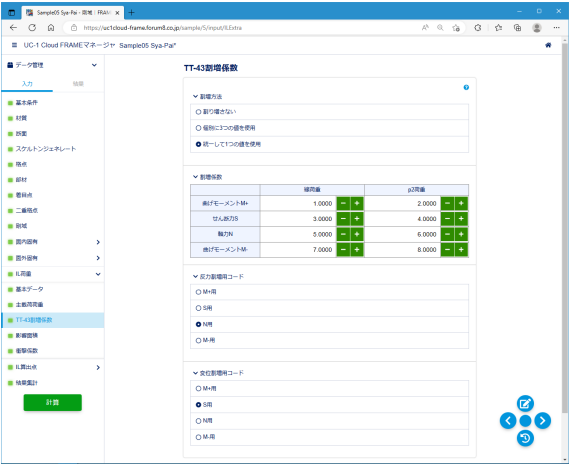 Sample05 Sya-Pai - 剛域 | FRAM
https://uc1cloud-frame.forum8.co.jp/sample/5/input/ILExtra
UC-1 Cloud FRAMEマネージャ Sample05 Sya-Pai*
データ管理
入力 結果
基本条件
材質
断面
スケルトンジェネレート
格点
部材
着目点
二重格点
剛域
面内固有
面外固有
IL荷重
基本データ
主載荷荷重
TT-43割増係数
影響面積
衝撃係数
IL算出点
結果集計
計算
TT-43割増係数
割増方法
割り増さない
個別に3つの値を使用
統一して1つの値を使用
割増係数
線荷重 p2荷重
曲げモーメントM+ 1.0000 2.0000
せん断力S 3.0000 4.0000
軸力N 5.0000 6.0000
曲げモーメントM- 7.0000 8.0000
反力割増用コード
M+用
S用
N用
M-用
変位割増用コード
M+用
S用
N用
M-用